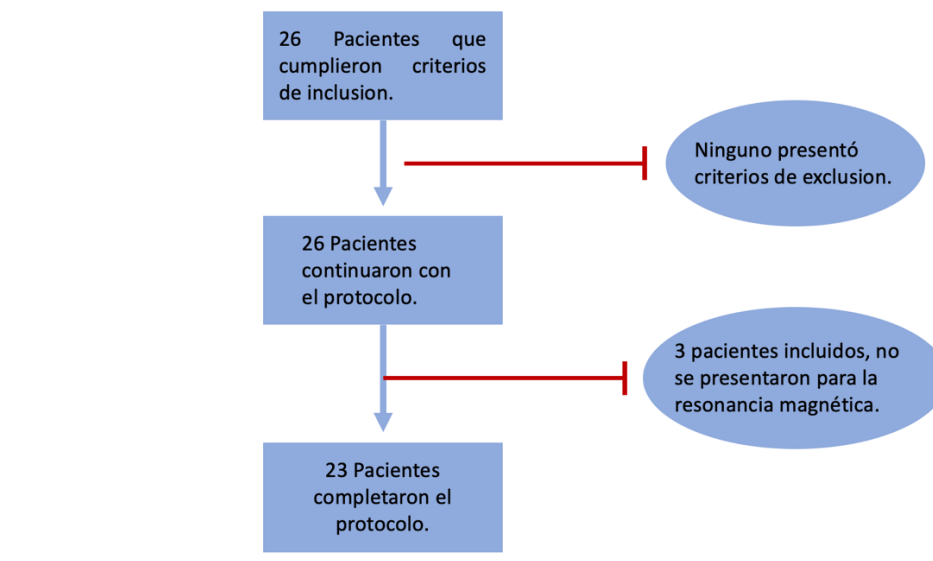 26 Pacientes que
cumplieron criterios
de inclusion.
Ninguno presentó
criterios de exclusion.
26 Pacientes
continuaron con
el protocolo.
3 pacientes incluidos, no
se presentaron para la
resonancia magnética.
23 Pacientes
completaron el
protocolo.